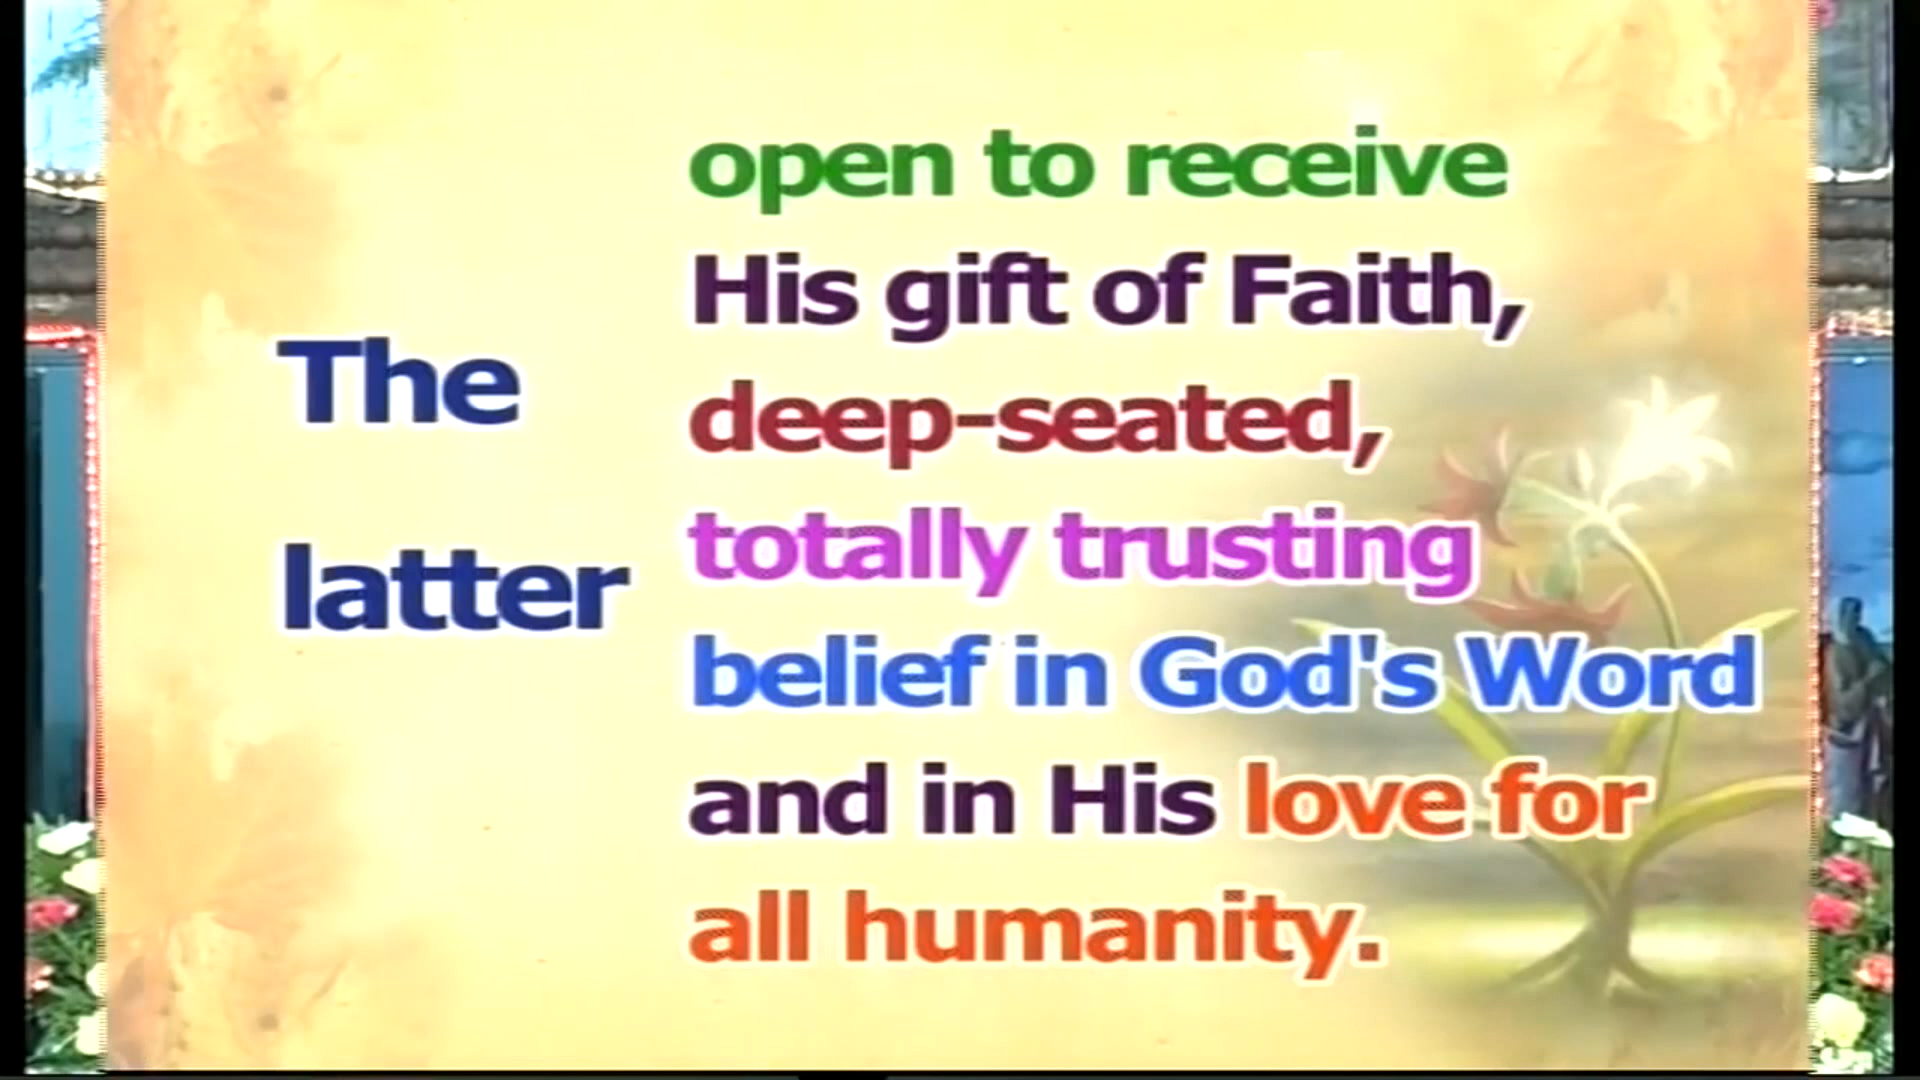 The
latter
open to receive
His gift of Faith,
deep-seated,
totally trusting
belief in God's Word
and in His love for
all humanity.